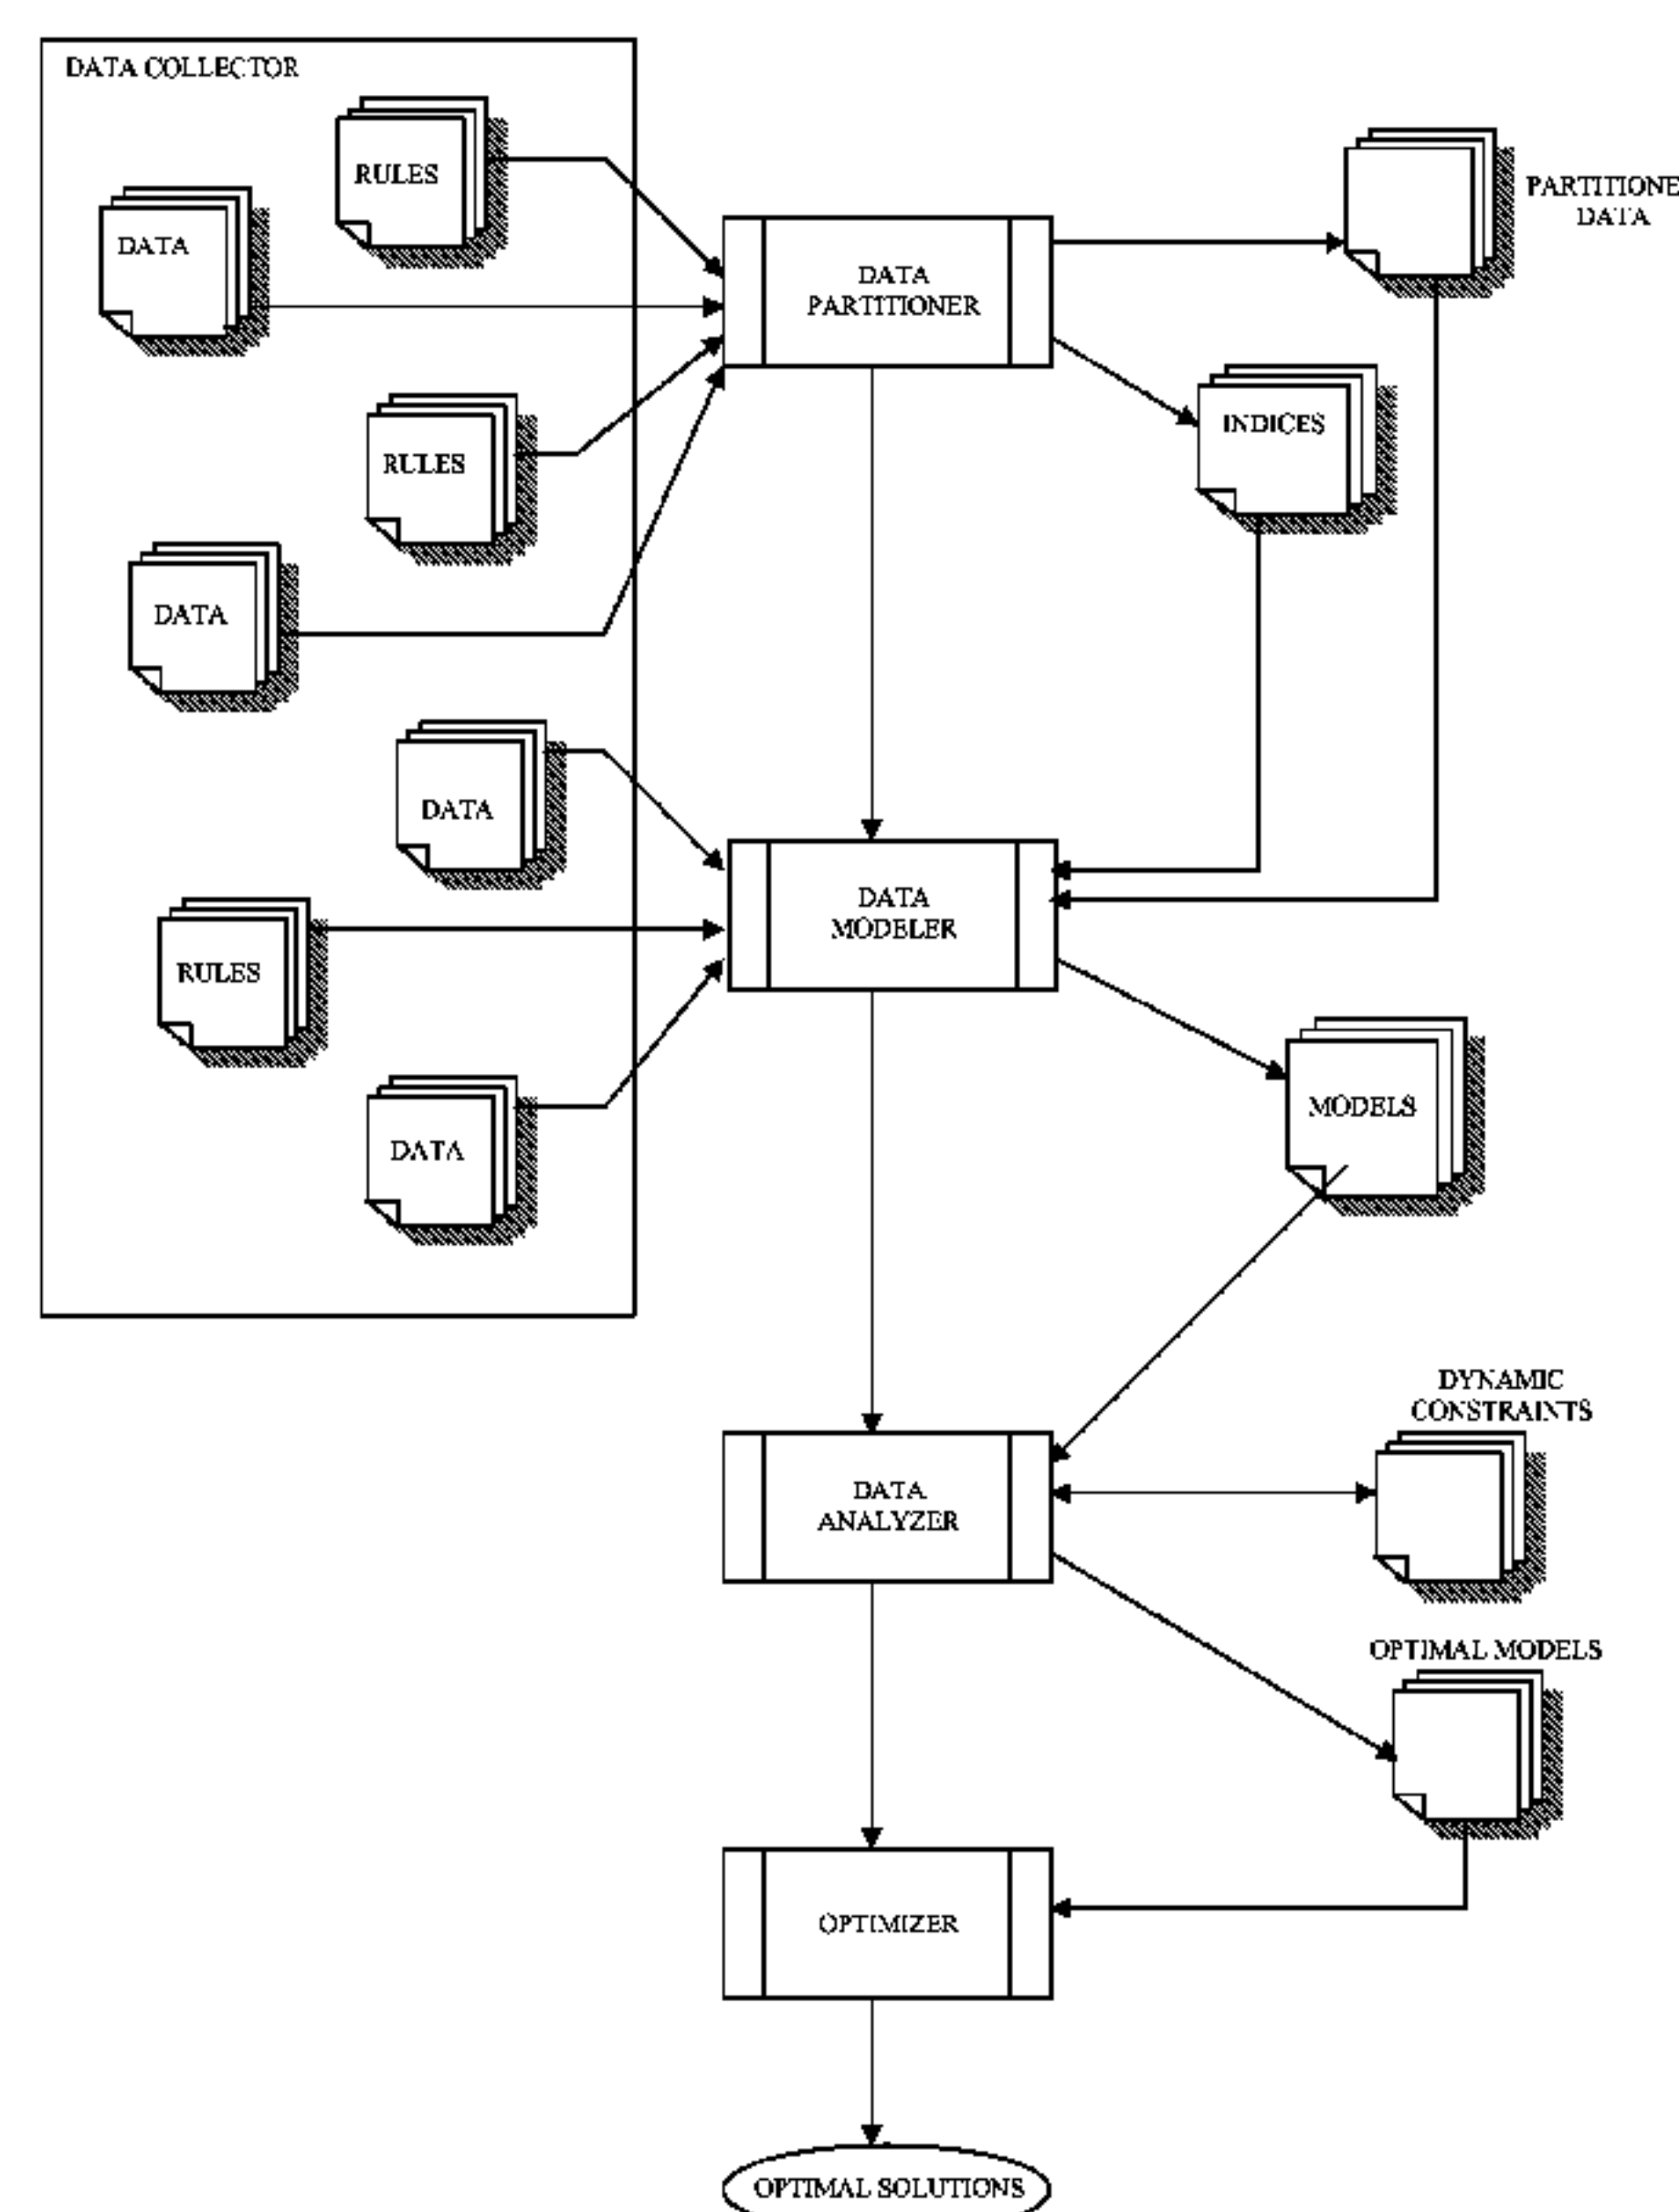 DATA COLLECTOR
RULES
DATA
PARTITIONE
DATA
DATA
PARTITIONER
INDICES
RULES
DATA
DATA
DATA
MODELER
RULES
MODELS
DATA
DYNAMIC
CONSTRAINTS
DATA
ANALYZER
OPTIMAL MODELS
OPTIMIZER
OPTIMAL SOLUTIONS